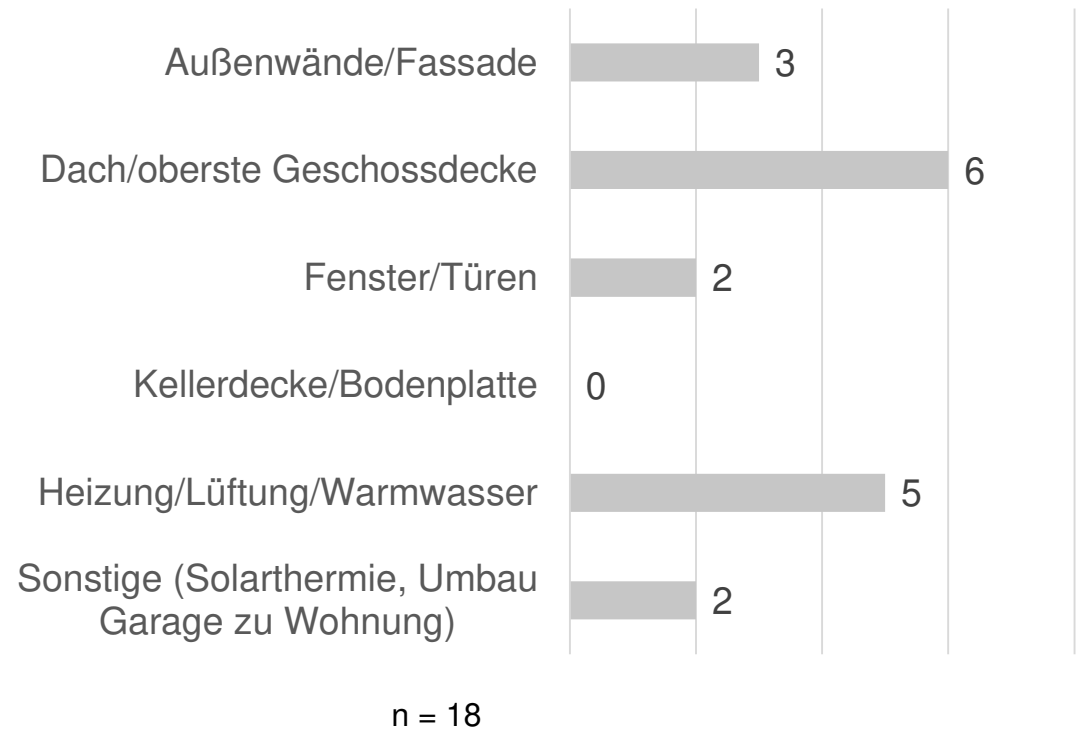 Außenwände/Fassade 3
Dach/oberste Geschossdecke 6
Fenster/Türen 2
Kellerdecke/Bodenplatte 0
Heizung/Lüftung/Warmwasser 5
Sonstige (Solarthermie, Umbau
Garage zu Wohnung) 2
n = 18